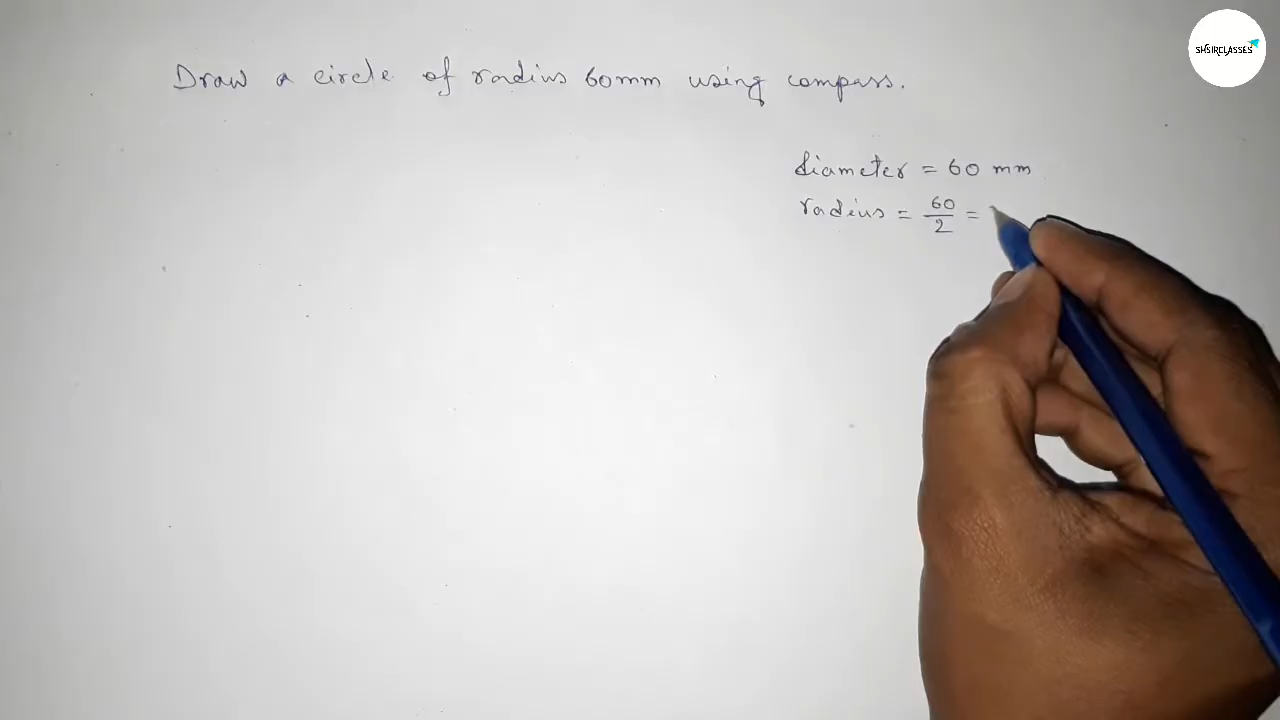 SHSIRCLASSES
Draw a circle of radius 60mm using compass.
diameter = 60 mm
radius = 60/2 =